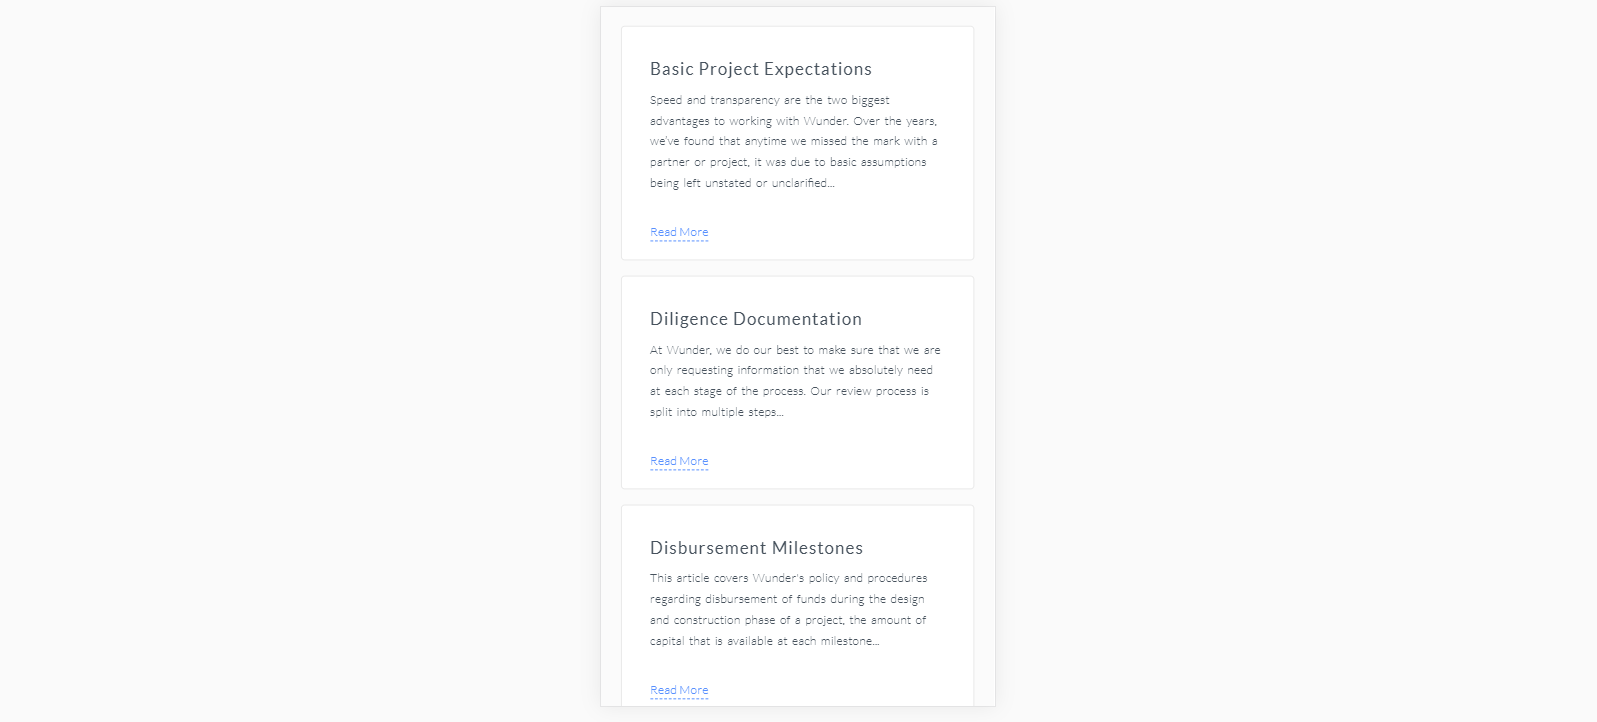 Basic Project Expectations
Speed and transparency are the two biggest
advantages to working with Wunder. Over the years,
we've found that anytime we missed the mark with a
partner or project, it was due to basic assumptions
being left unstated or unclarified...
Read More
Diligence Documentation
At Wunder, we do our best to make sure that we are
only requesting information that we absolutely need
at each stage of the process. Our review process is
split into multiple steps...
Read More
Disbursement Milestones
This article covers Wunder's policy and procedures
regarding disbursement of funds during the design
and construction phase of a project, the amount of
capital that is available at each milestone...
Read More